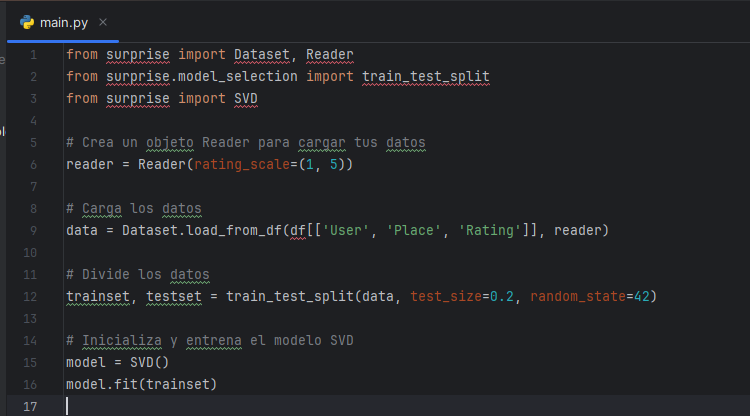 main.py
1 from surprise import Dataset, Reader
2 from surprise.model_selection import train_test_split
3 from surprise import SVD
4
5 # Crea un objeto Reader para cargar tus datos
6 reader = Reader(rating_scale=(1, 5))
7
8 # Carga los datos
9 data = Dataset.load_from_df(df[['User', 'Place', 'Rating']], reader)
10
11 # Divide los datos
12 trainset, testset = train_test_split(data, test_size=0.2, random_state=42)
13
14 # Inicializa y entrena el modelo SVD
15 model = SVD()
16 model.fit(trainset)
17